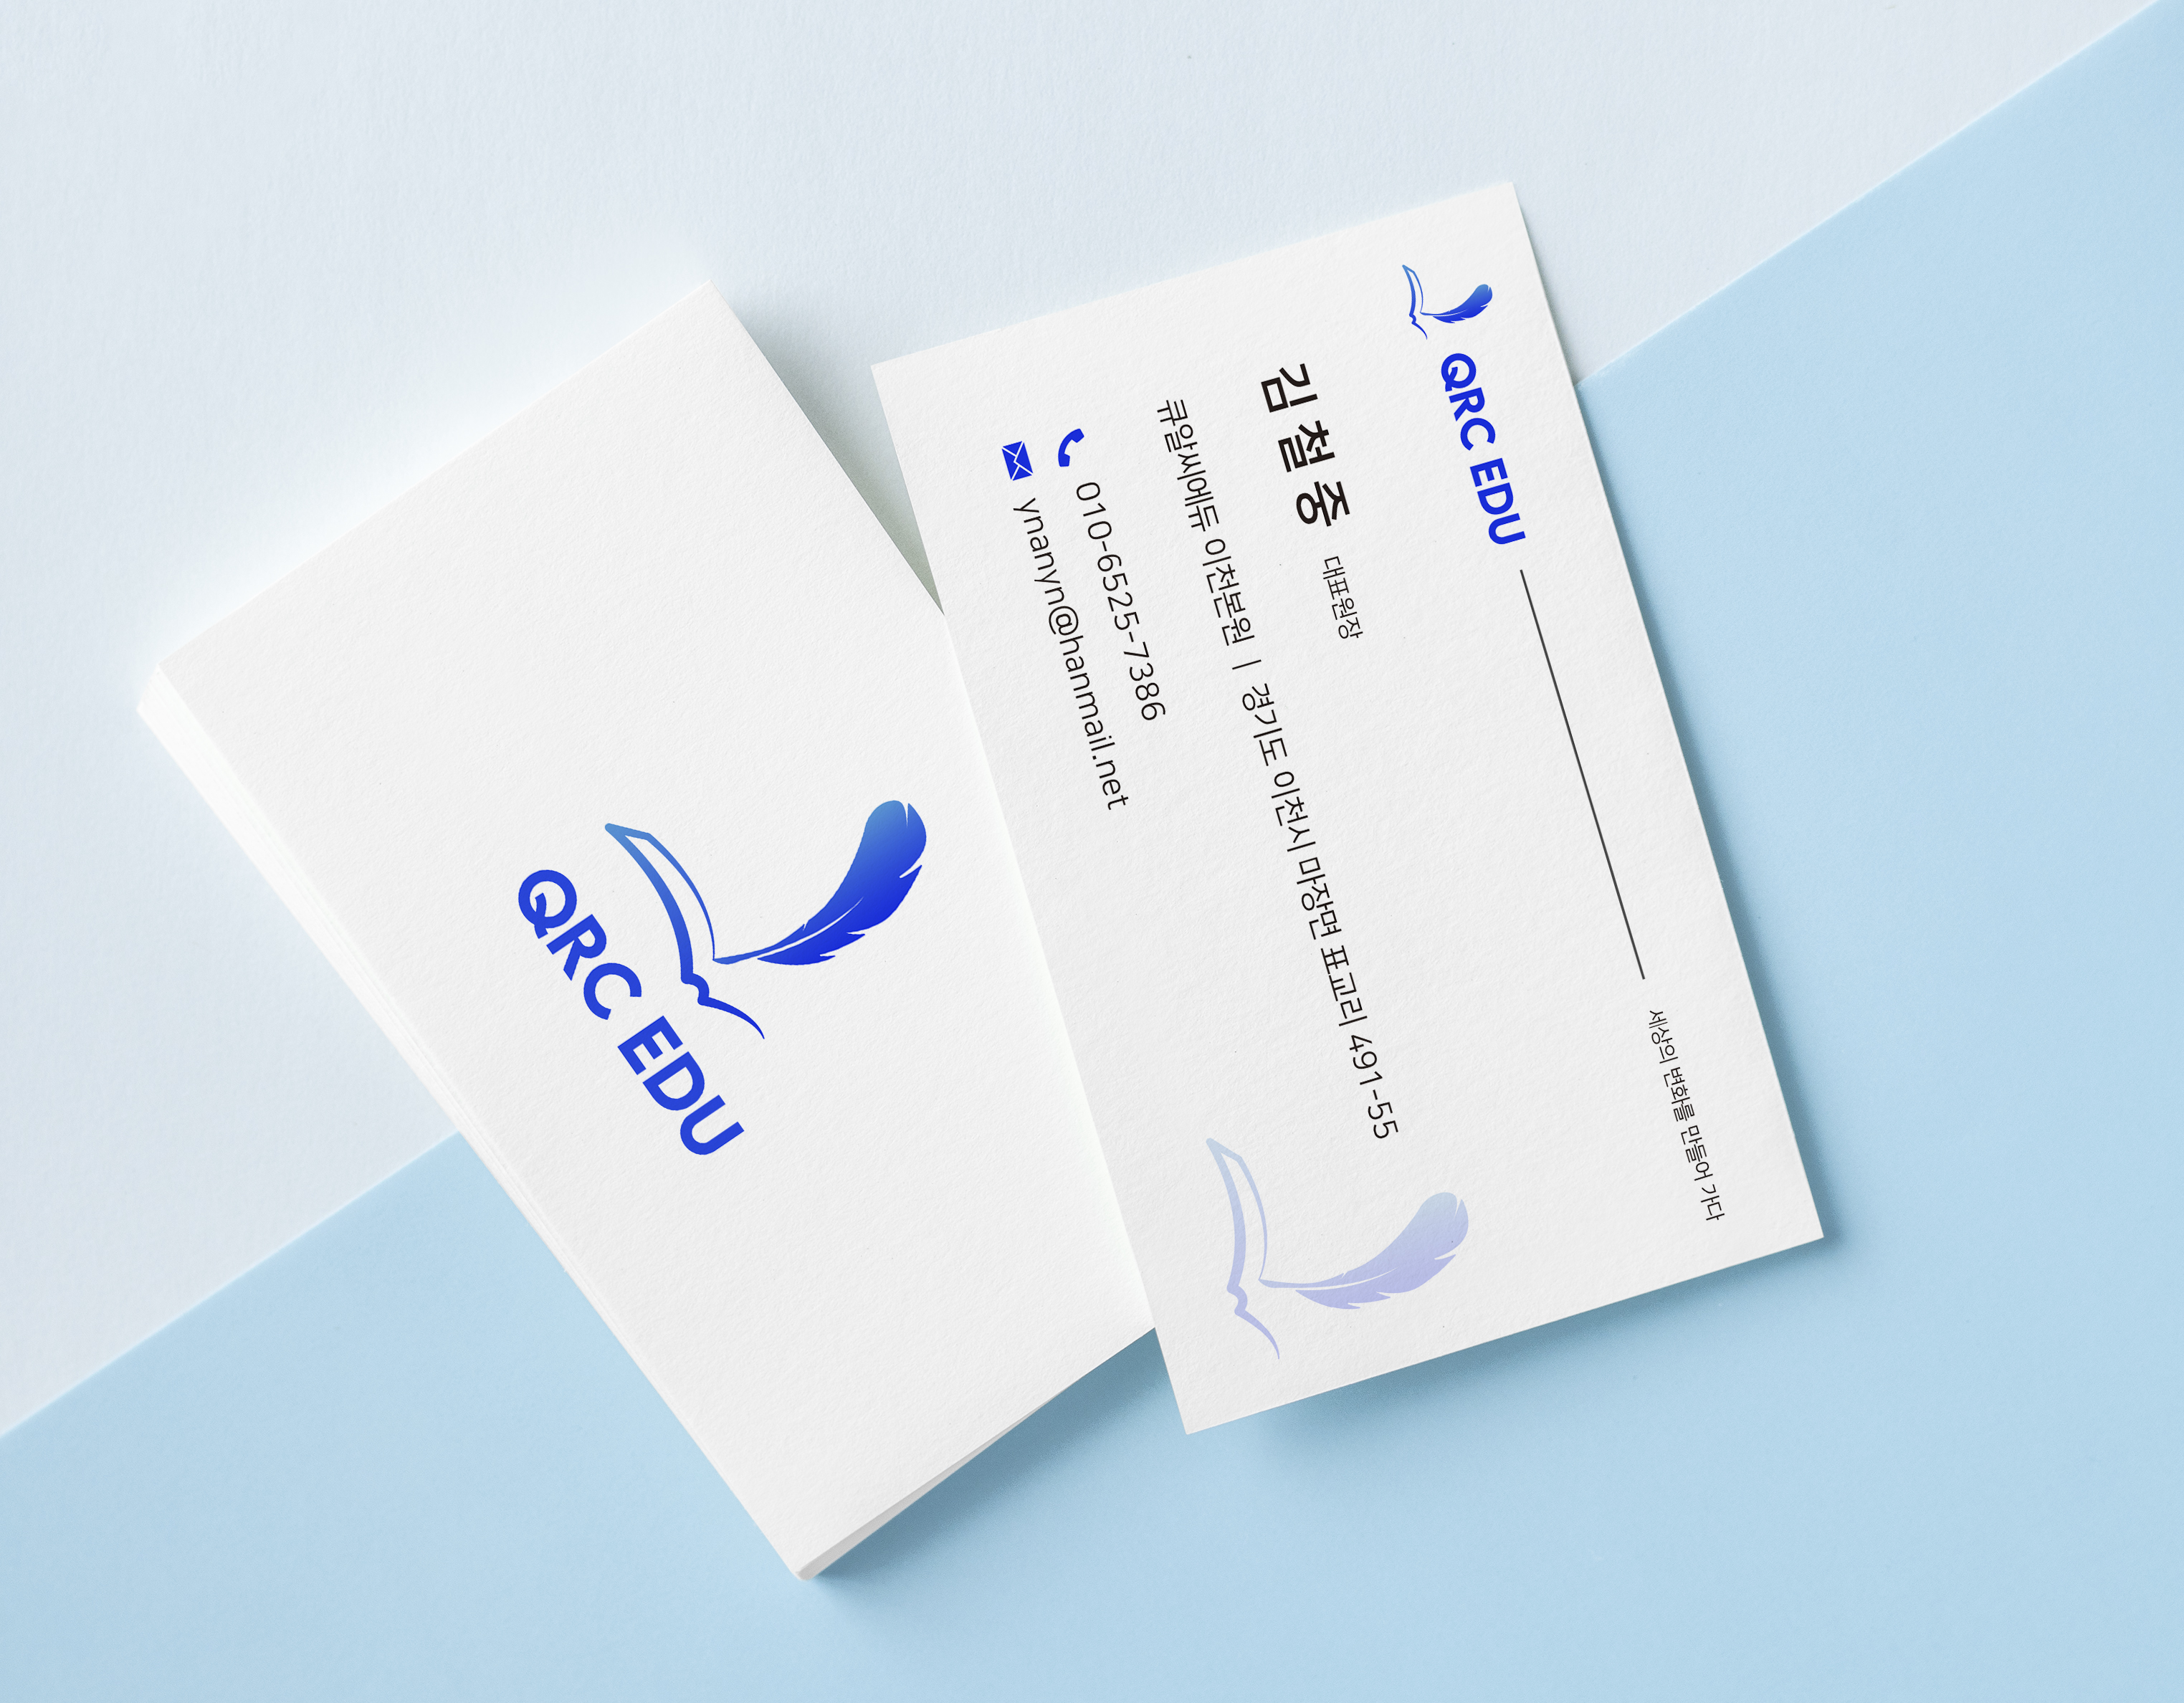 QRC EDU
QRC EDU
세상의 변화를 만들어 가다
김철중 대표원장
큐알씨에듀 이천본원 | 경기도 이천시 마장면 표교리 491-55
010-6525-7386
ynanyn@hanmail.net